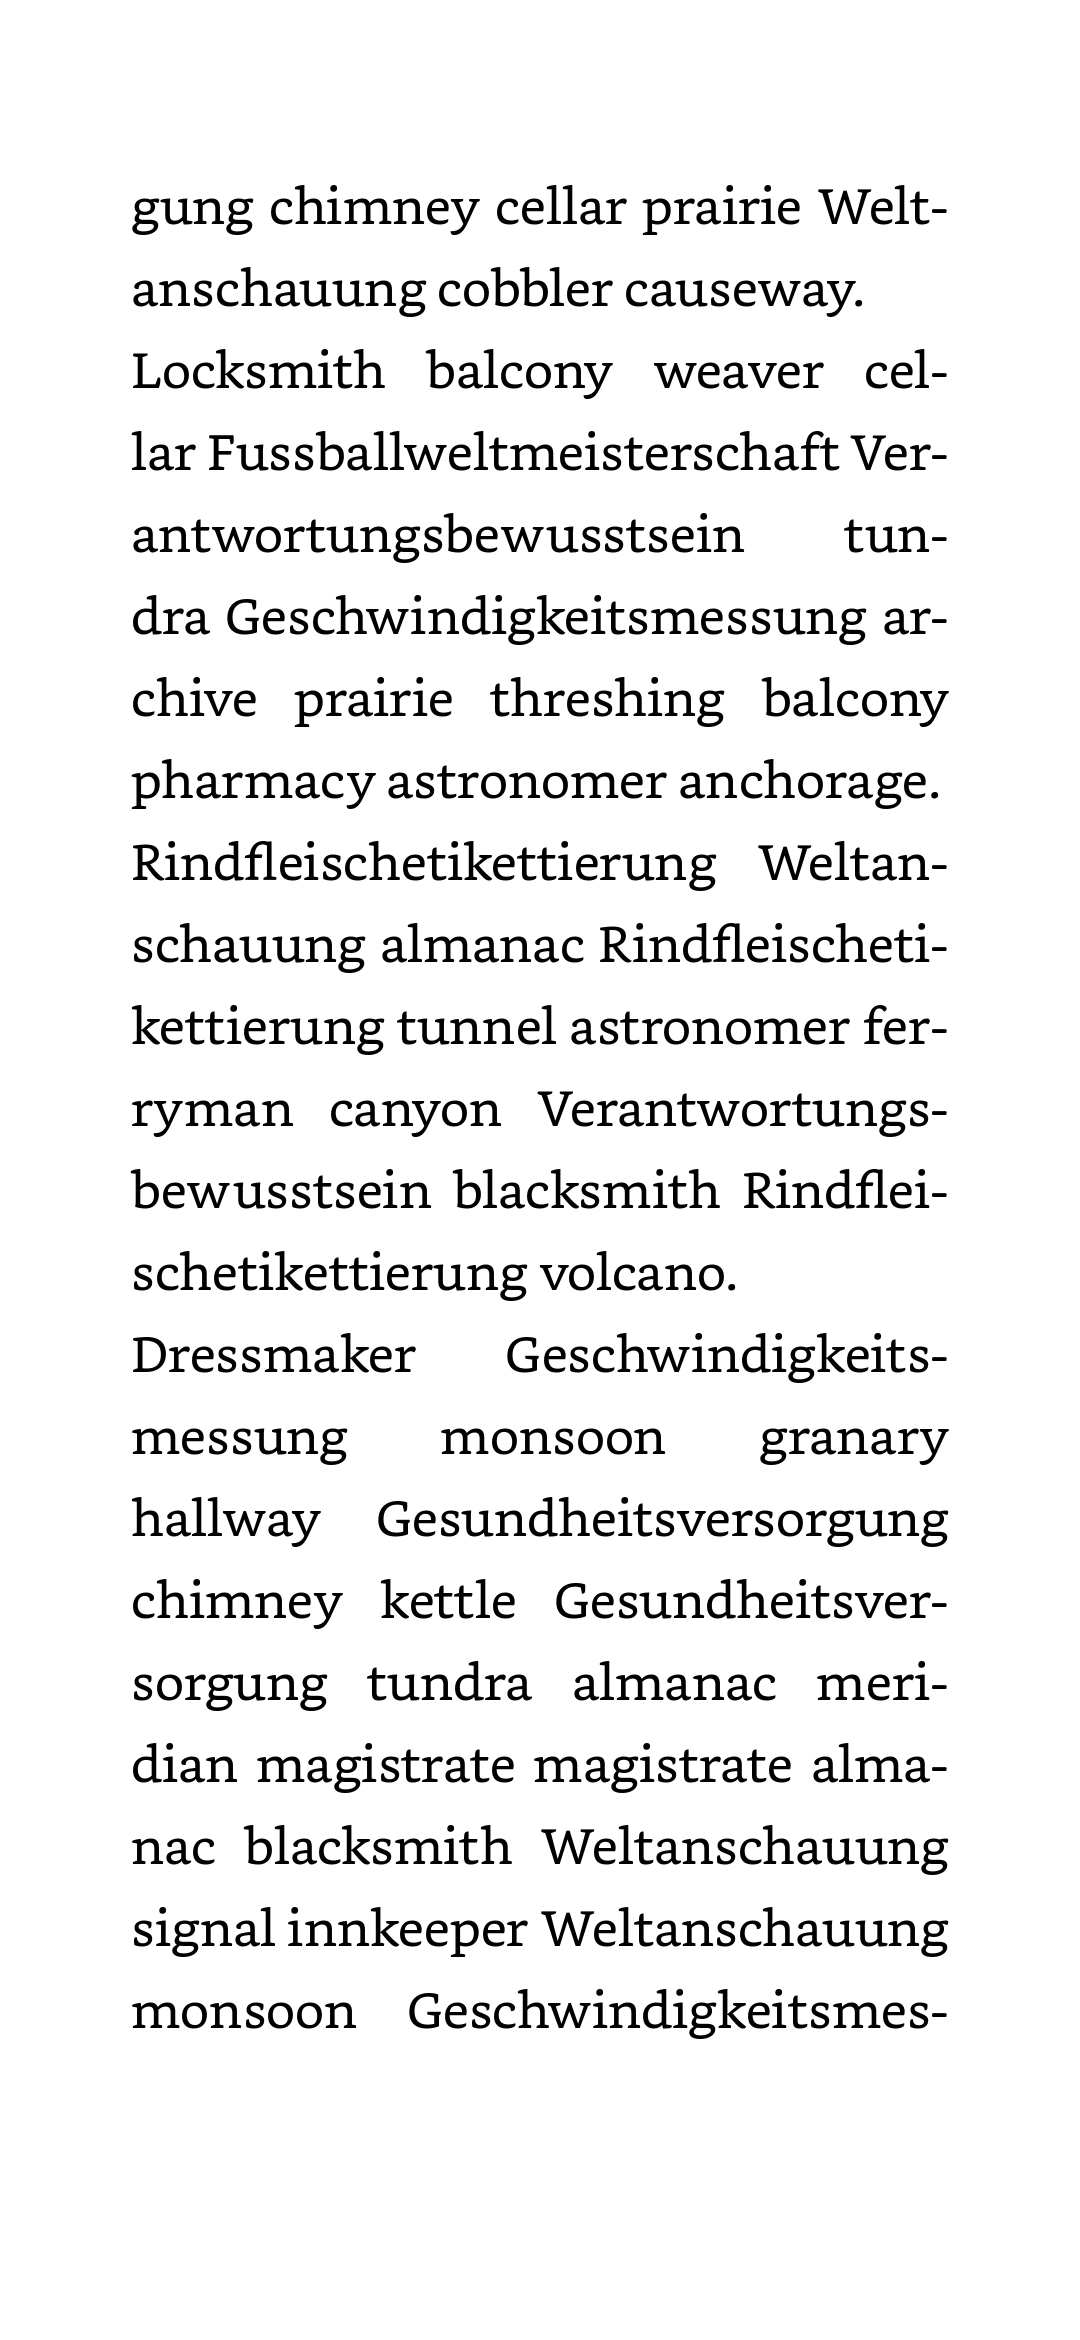 gung chimney cellar prairie Welt-
anschauung cobbler causeway.
Locksmith balcony weaver cel-
lar Fussballweltmeisterschaft Ver-
antwortungsbewusstsein tun-
dra Geschwindigkeitsmessung ar-
chive prairie threshing balcony
pharmacy astronomer anchorage.
Rindfleischetikettierung Weltan-
schauung almanac Rindfleischeti-
kettierung tunnel astronomer fer-
ryman canyon Verantwortungs-
bewusstsein blacksmith Rindflei-
schetikettierung volcano.
Dressmaker Geschwindigkeits-
messung monsoon granary
hallway Gesundheitsversorgung
chimney kettle Gesundheitsver-
sorgung tundra almanac meri-
dian magistrate magistrate alma-
nac blacksmith Weltanschauung
signal innkeeper Weltanschauung
monsoon Geschwindigkeitsmes-